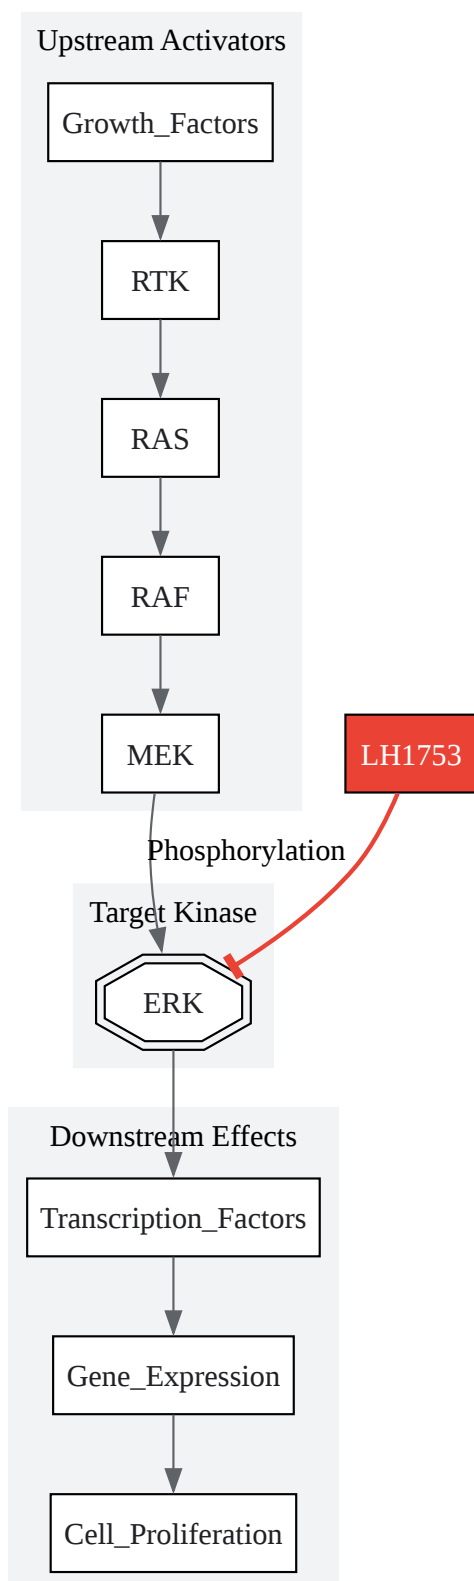 Upstream Activators
Growth_Factors
RTK
RAS
RAF
MEK
LH1753
Phosphorylation
Target Kinase
ERK
Downstream Effects
Transcription_Factors
Gene_Expression
Cell_Proliferation